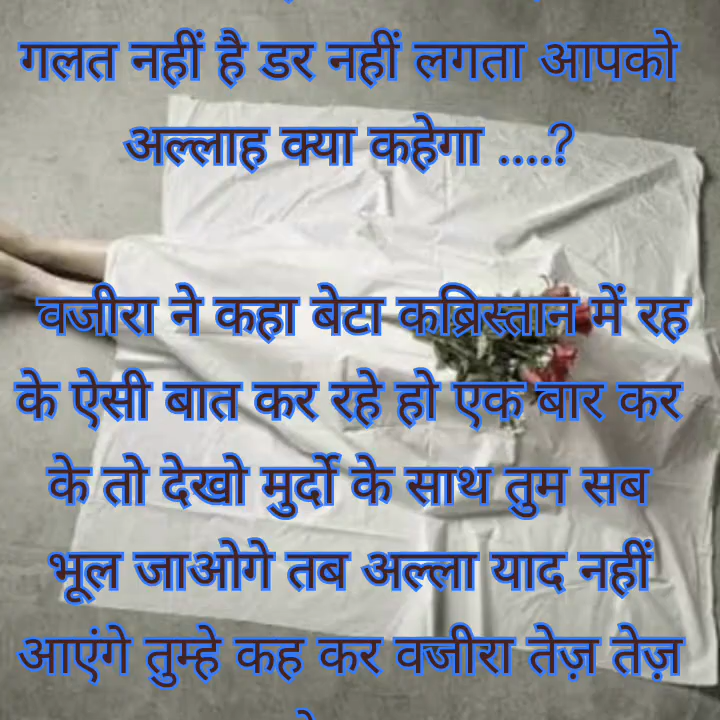 गलत नहीं है डर नहीं लगता आपको
अल्लाह क्या कहेगा ....?
वजीरा ने कहा बेटा कब्रिस्तान में रह
के ऐसी बात कर रहे हो एक बार कर
के तो देखो मुर्दो के साथ तुम सब
भूल जाओगे तब अल्ला याद नहीं
आएंगे तुम्हे कह कर वजीरा तेज़ तेज़